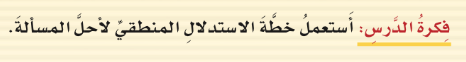 فِكرةُ الدَّرسِ: أَستعملُ خطَّةَ الاستدلالِ المنطقيِّ لأحلَّ المسألةَ.